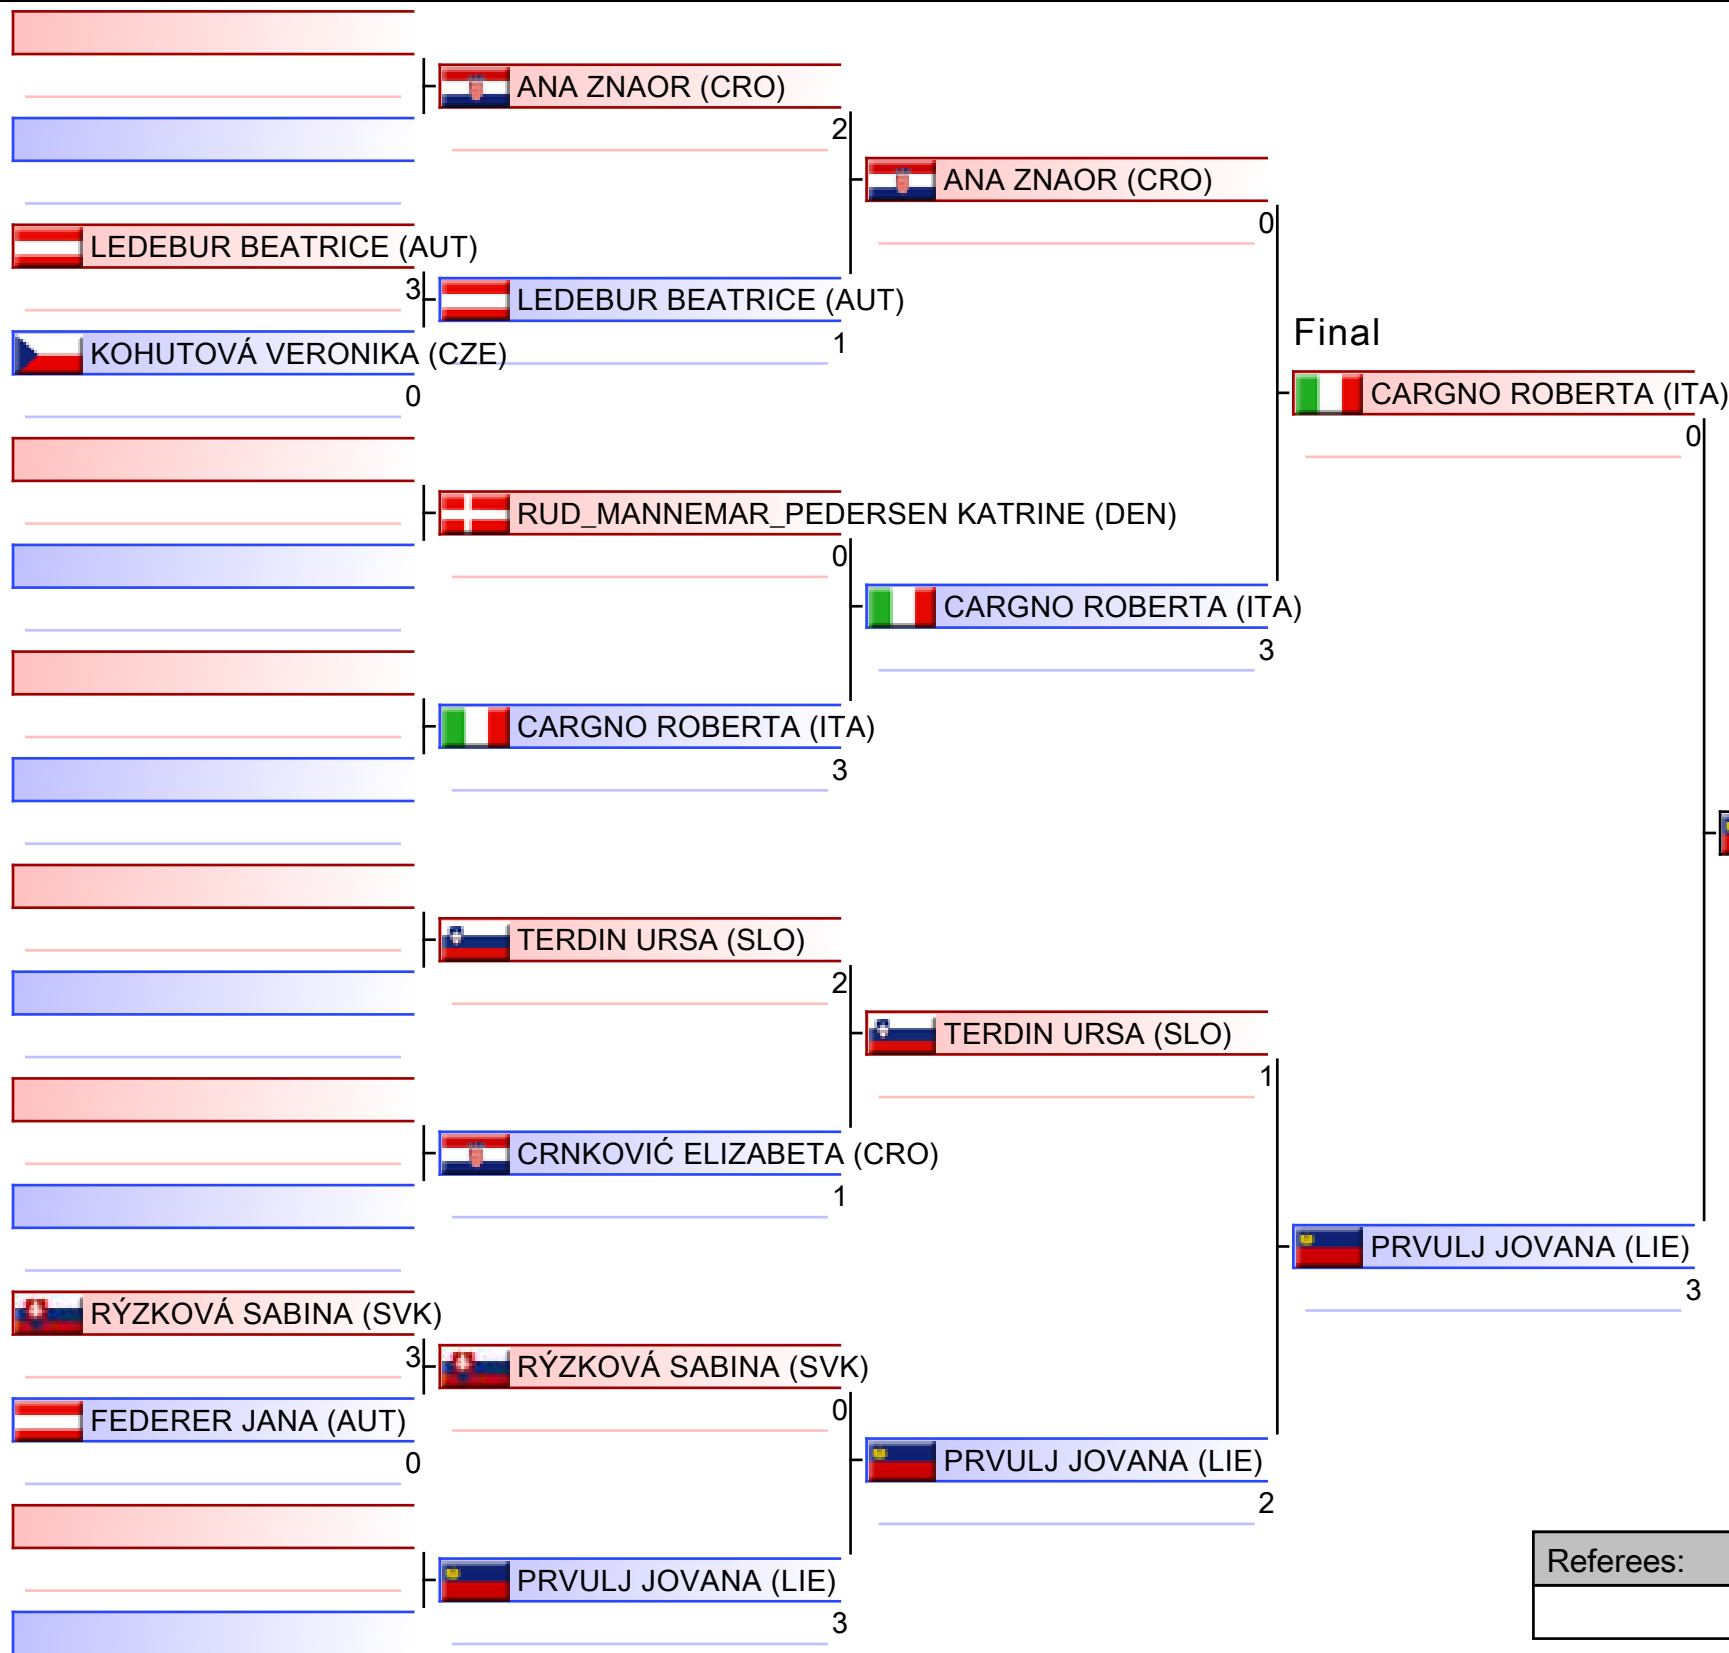 LEDEBUR BEATRICE (AUT)
3
KOHUTOVÁ VERONIKA (CZE)
0
RÝZKOVÁ SABINA (SVK)
3
FEDERER JANA (AUT)
0
ANA ZNAOR (CRO)
2
LEDEBUR BEATRICE (AUT)
1
RUD_MANNEMAR_PEDERSEN KATRINE (DEN)
0
CARGNO ROBERTA (ITA)
3
TERDIN URSA (SLO)
2
CRNKOVIĆ ELIZABETA (CRO)
1
RÝZKOVÁ SABINA (SVK)
0
PRVULJ JOVANA (LIE)
3
ANA ZNAOR (CRO)
0
CARGNO ROBERTA (ITA)
3
TERDIN URSA (SLO)
1
PRVULJ JOVANA (LIE)
2
Final
CARGNO ROBERTA (ITA)
0
PRVULJ JOVANA (LIE)
3
Referees: